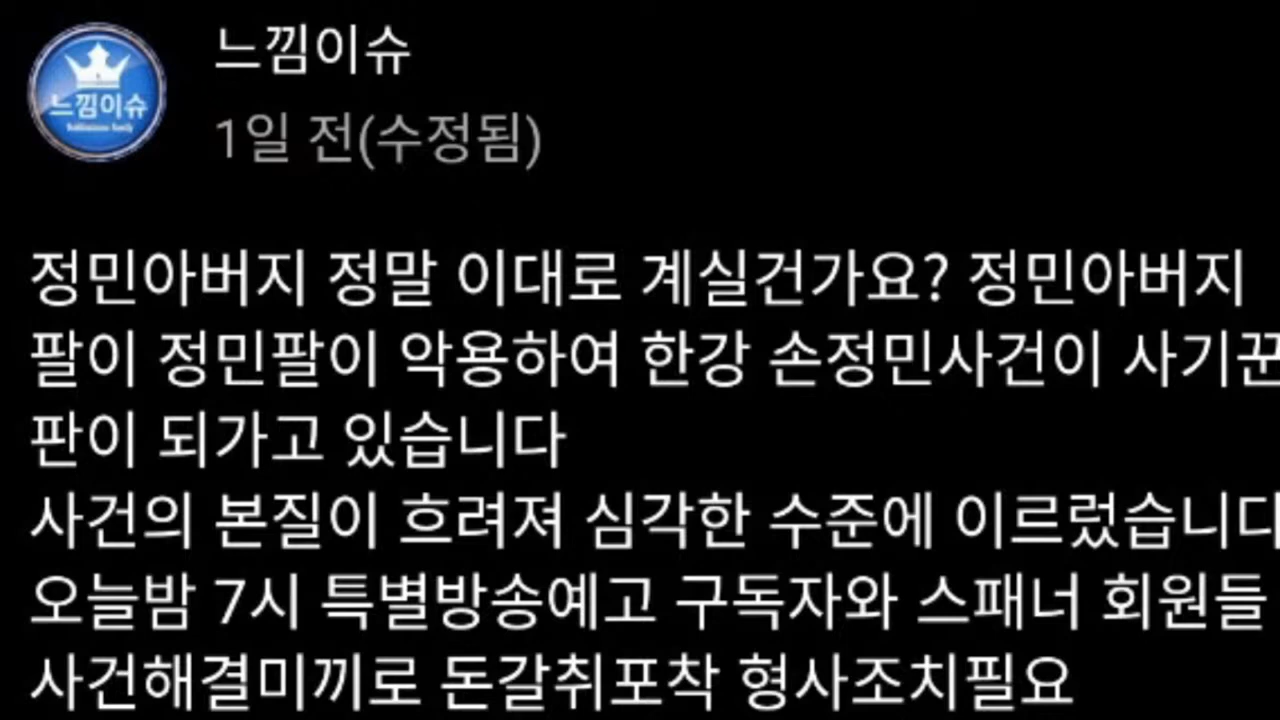 느낌이슈
느낌이슈
1일 전(수정됨)
정민아버지 정말 이대로 계실건가요? 정민아버지
팔이 정민팔이 악용하여 한강 손정민사건이 사기꾼
판이 되가고 있습니다
사건의 본질이 흐려져 심각한 수준에 이르렀습니다
오늘밤 7시 특별방송예고 구독자와 스패너 회원들
사건해결미끼로 돈갈취포착 형사조치필요